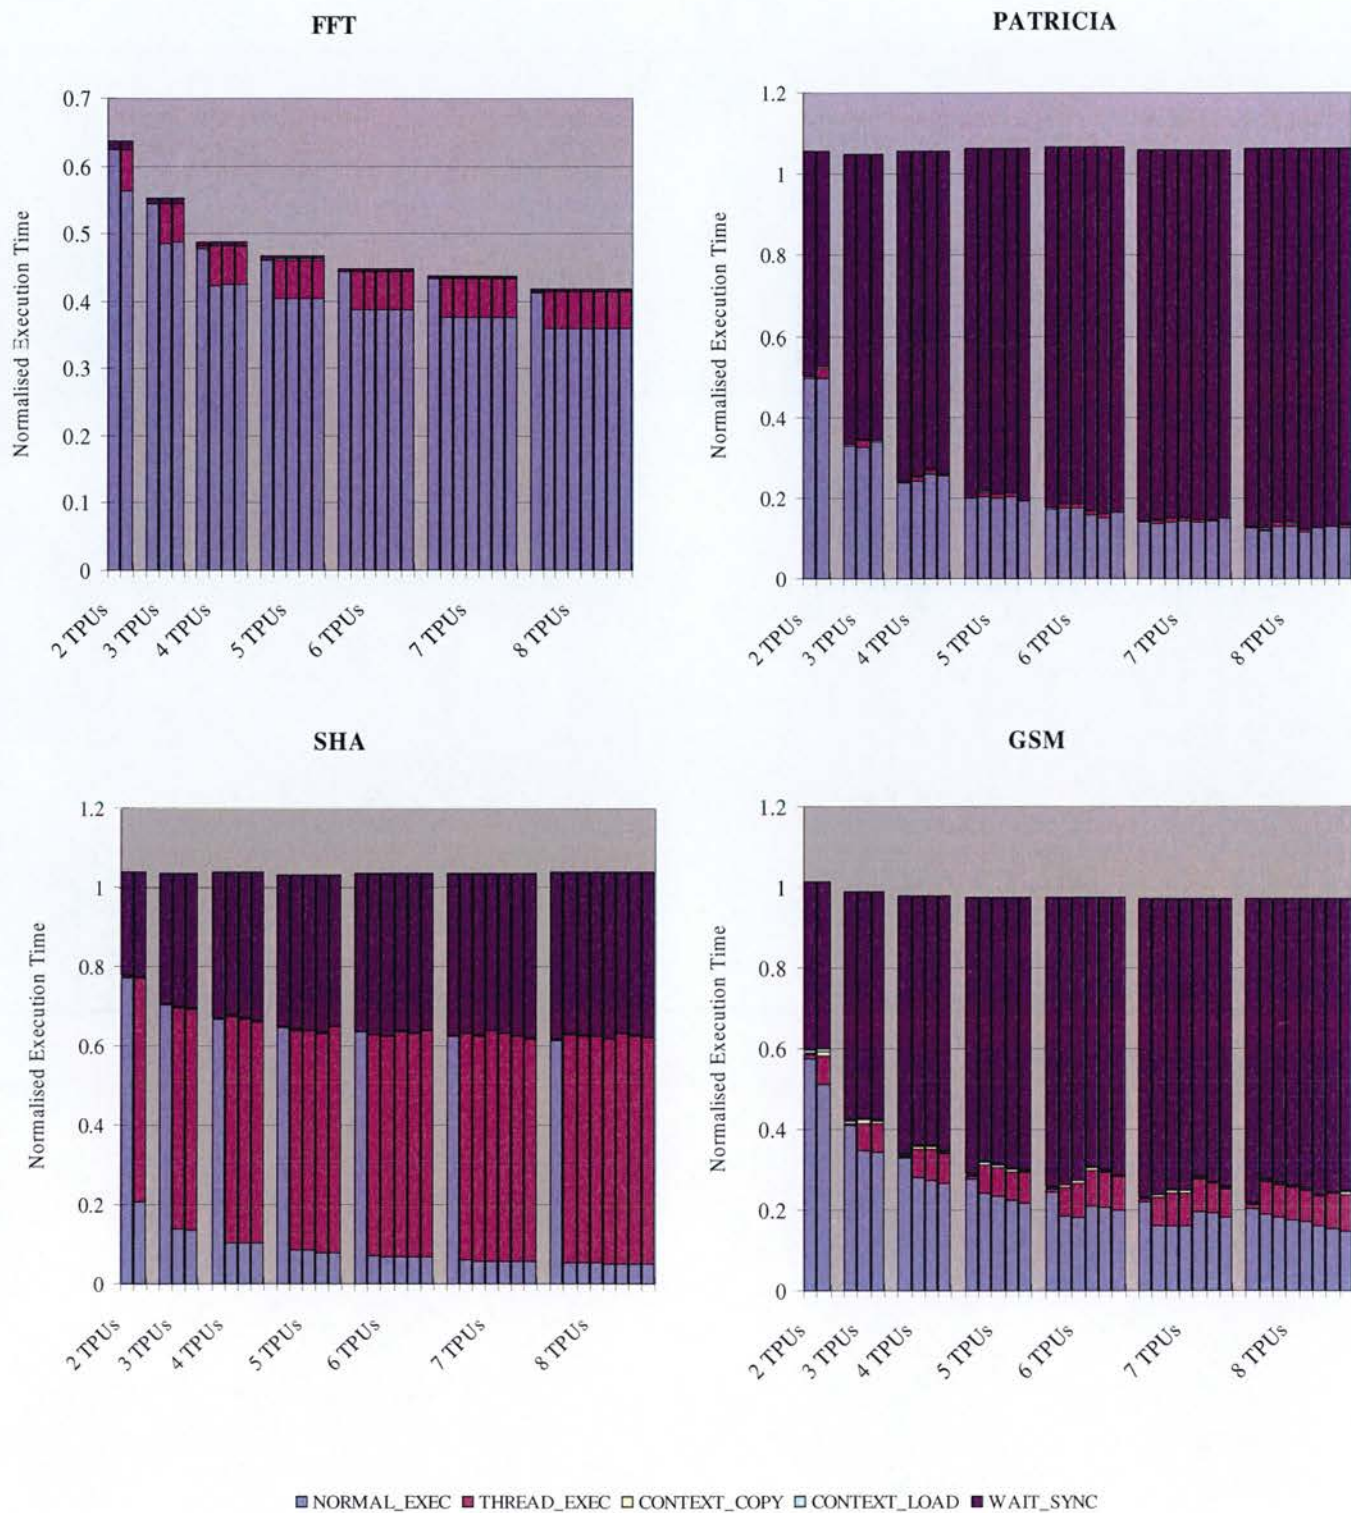 FFT
Normalised Execution Time
0.7
0.6
0.5
0.4
0.3
0.2
0.1
0
2 TPUs
3 TPUs
4 TPUs
5 TPUs
6 TPUs
7 TPUs
8 TPUs
PATRICIA
Normalised Execution Time
1.2
1
0.8
0.6
0.4
0.2
0
2 TPUs
3 TPUs
4 TPUs
5 TPUs
6 TPUs
7 TPUs
8 TPUs
SHA
Normalised Execution Time
1.2
1
0.8
0.6
0.4
0.2
0
2 TPUs
3 TPUs
4 TPUs
5 TPUs
6 TPUs
7 TPUs
8 TPUs
GSM
Normalised Execution Time
1.2
1
0.8
0.6
0.4
0.2
0
2 TPUs
3 TPUs
4 TPUs
5 TPUs
6 TPUs
7 TPUs
8 TPUs
NORMAL_EXEC THREAD_EXEC CONTEXT_COPY CONTEXT_LOAD WAIT_SYNC